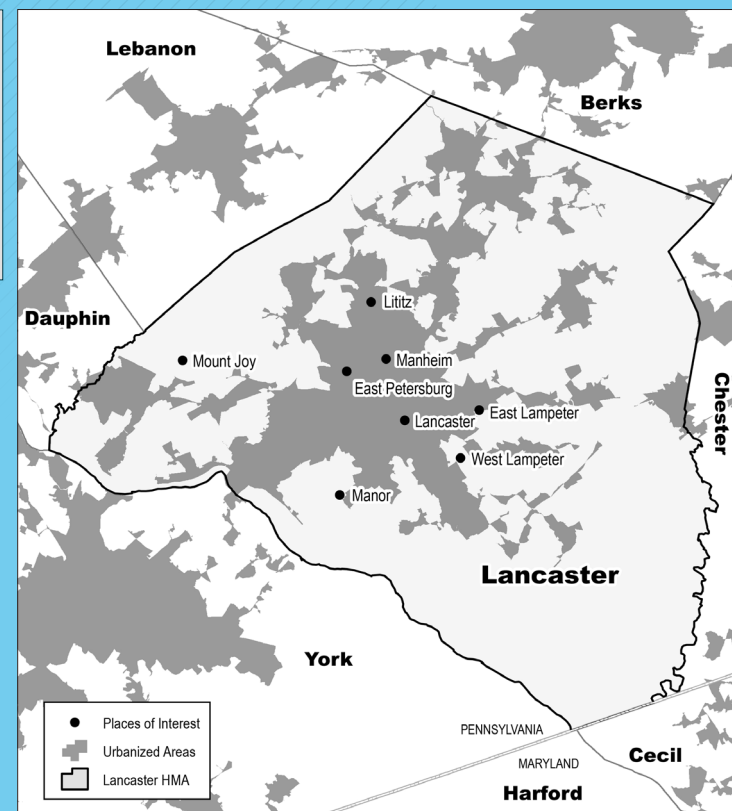 Lebanon
Berks
Lititz
Dauphin
Mount Joy
Manheim
East Petersburg
Chester
East Lampeter
Lancaster
West Lampeter
Manor
Lancaster
York
Places of Interest
Urbanized Areas
Lancaster HMA
PENNSYLVANIA
MARYLAND
Cecil
Harford